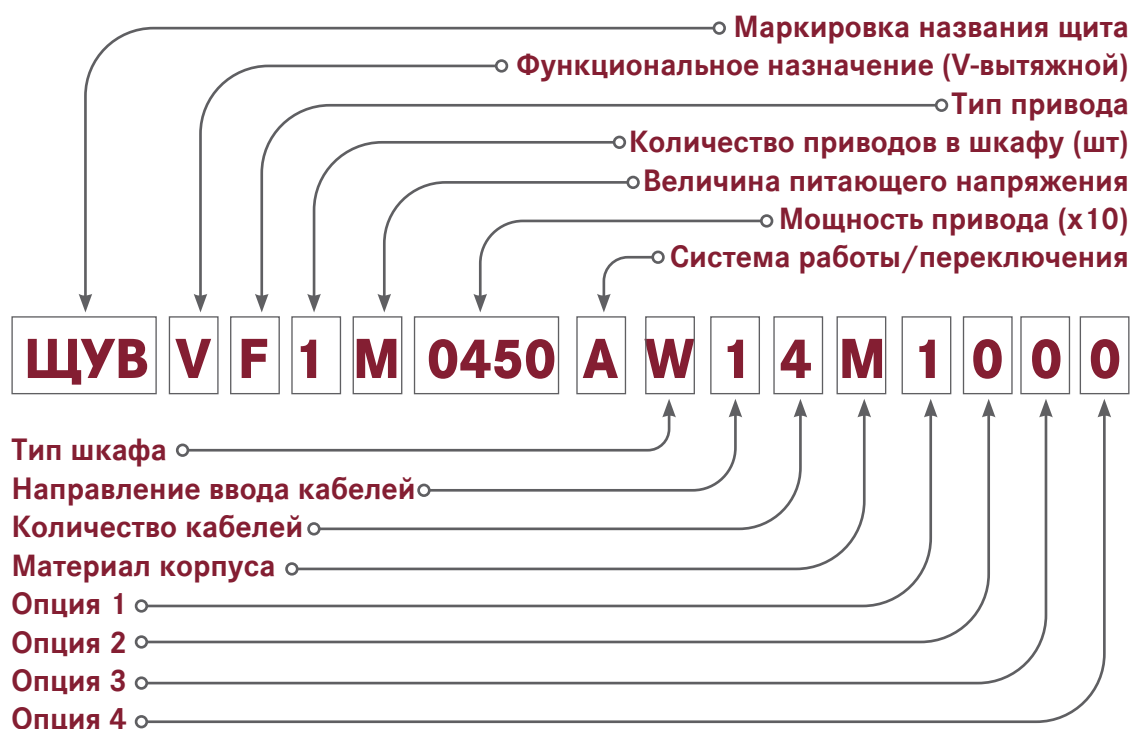 Маркировка названия щита
Функциональное назначение (V-вытяжной)
Тип привода
Количество приводов в шкафу (шт)
Величина питающего напряжения
Мощность привода (х10)
Система работы/переключения
ЩУВ V F 1 M 0450 A W 1 4 M 1 0 0 0
Тип шкафа
Направление ввода кабелей
Количество кабелей
Материал корпуса
Опция 1
Опция 2
Опция 3
Опция 4